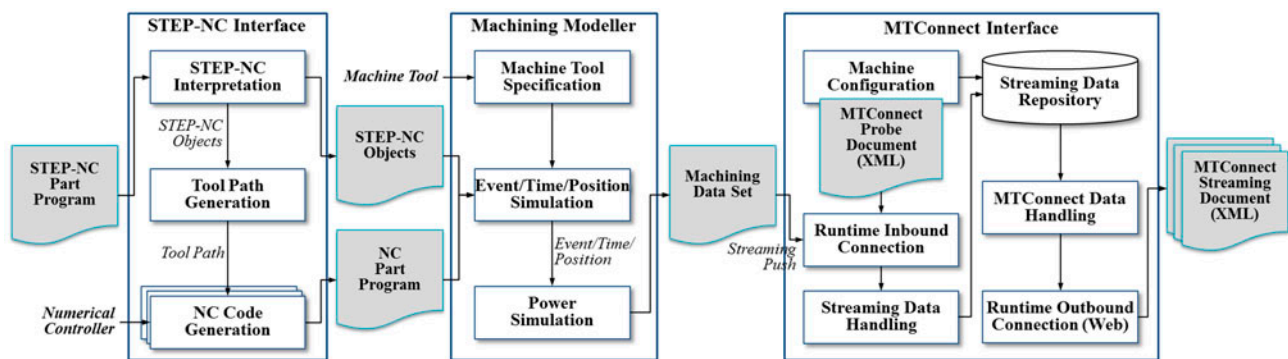 STEP-NC Interface
STEP-NC
Part
Program
STEP-NC
Interpretation
STEP-NC
Objects
Tool Path
Generation
Tool Path
Numerical
Controller
NC Code
Generation
STEP-NC
Objects
NC
Part
Program
Machining Modeller
Machine Tool
Machine Tool
Specification
Event/Time/Position
Simulation
Event/Time/
Position
Power
Simulation
Machining
Data Set
MTConnect Interface
Machine
Configuration
MTConnect
Probe
Document
(XML)
Streaming
Push
Runtime Inbound
Connection
Streaming Data
Handling
Streaming Data
Repository
MTConnect Data
Handling
Runtime Outbound
Connection (Web)
MTConnect
Streaming
Document
(XML)